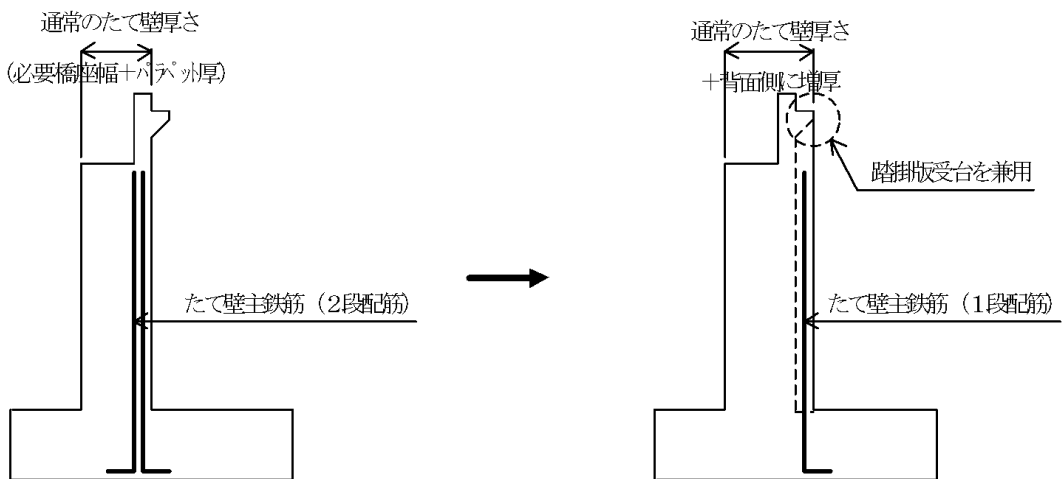 通常のたて壁厚さ
(必要橋座幅＋パラペット厚)
たて壁主鉄筋（２段配筋）
通常のたて壁厚さ
＋背面側に増厚
踏掛版受台を兼用
たて壁主鉄筋（１段配筋）